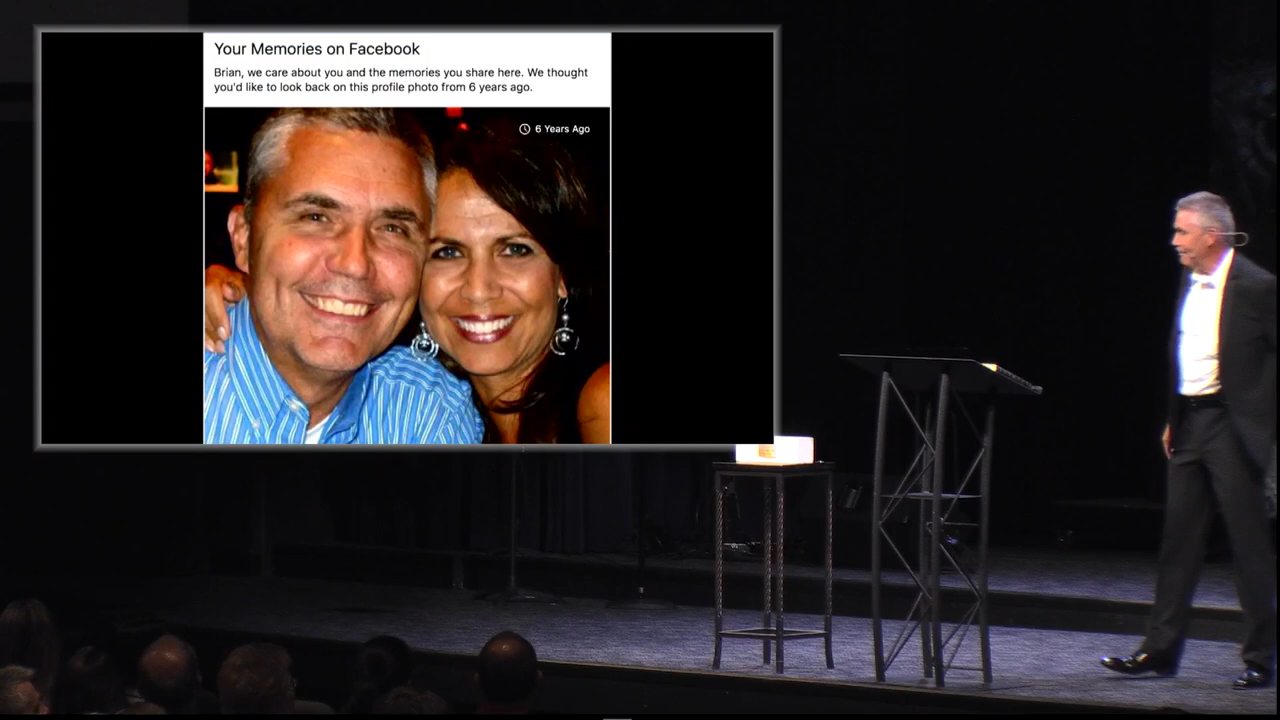 Your Memories on Facebook
Brian, we care about you and the memories you share here. We thought
you'd like to look back on this profile photo from 6 years ago.
6 Years Ago